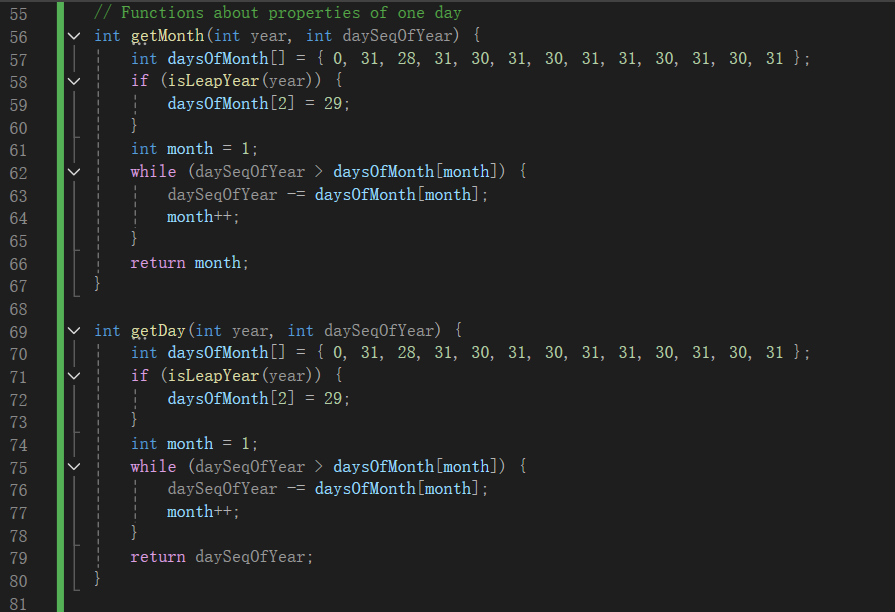 55 // Functions about properties of one day
56 int getMonth(int year, int daySeqOfYear) {
57 int daysOfMonth[] = { 0, 31, 28, 31, 30, 31, 30, 31, 31, 30, 31, 30, 31 };
58 if (isLeapYear(year)) {
59 daysOfMonth[2] = 29;
60 }
61 int month = 1;
62 while (daySeqOfYear > daysOfMonth[month]) {
63 daySeqOfYear -= daysOfMonth[month];
64 month++;
65 }
66 return month;
67 }
68
69 int getDay(int year, int daySeqOfYear) {
70 int daysOfMonth[] = { 0, 31, 28, 31, 30, 31, 30, 31, 31, 30, 31, 30, 31 };
71 if (isLeapYear(year)) {
72 daysOfMonth[2] = 29;
73 }
74 int month = 1;
75 while (daySeqOfYear > daysOfMonth[month]) {
76 daySeqOfYear -= daysOfMonth[month];
77 month++;
78 }
79 return daySeqOfYear;
80 }
81